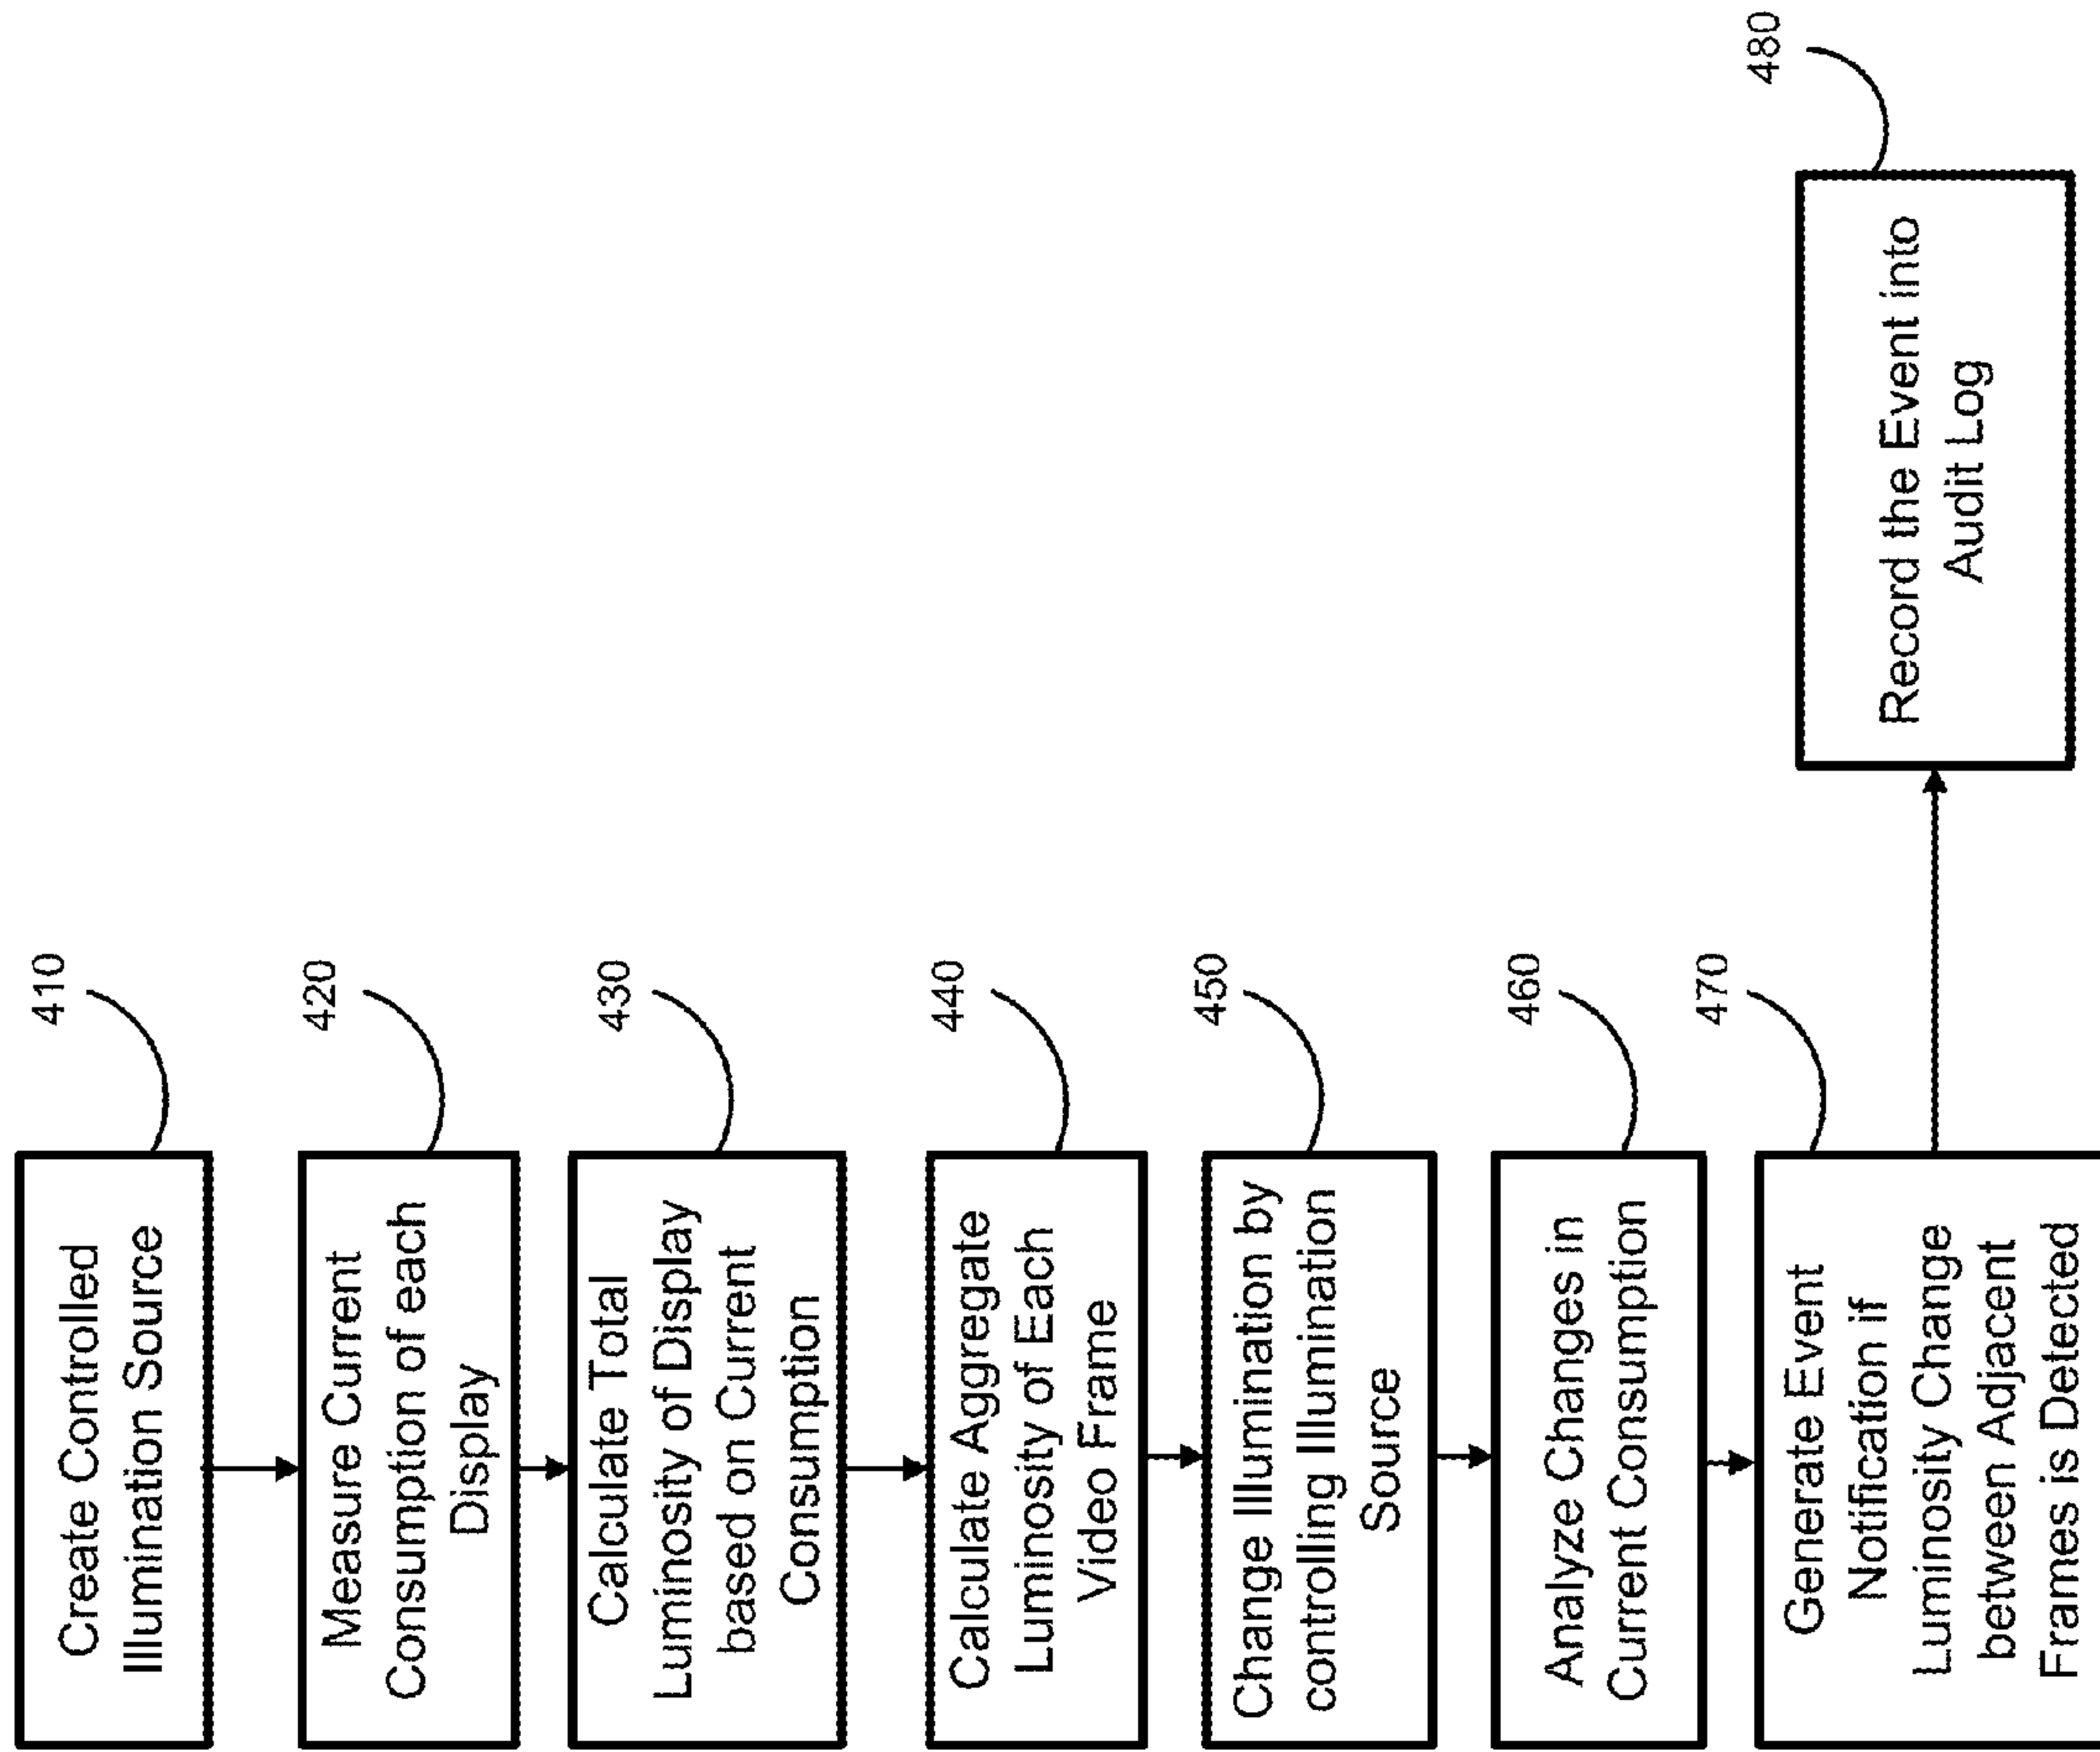 Create Controlled
Illumination Source
410
Measure Current
Consumption of each
Display
420
Calculate Total
Luminosity of Display
based on Current
Consumption
430
Calculate Aggregate
Luminosity of Each
Video Frame
440
Change Illumination by
controlling Illumination
Source
450
Analyze Changes in
Current Consumption
460
Generate Event
Notification if
Luminosity Change
between Adjacent
Frames is Detected
470
Record the Event into
Audit Log
480